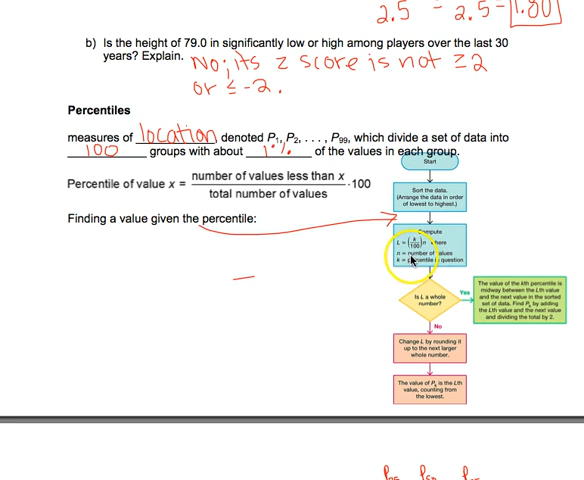 2.5 = 2.5 = 1.80
b) Is the height of 79.0 in significantly low or high among players over the last 30
years? Explain. No; its z score is not ≥ 2
or ≤ -2.
Percentiles
measures of location, denoted P1, P2, . . . , P99, which divide a set of data into
100 groups with about 1% of the values in each group.
Percentile of value x = number of values less than x / total number of values · 100
Finding a value given the percentile:
Start
Sort the data.
(Arrange the data in order
of lowest to highest.)
Compute
L = (k/100) n where
n = number of values
k = percentile in question
Is L a whole
number?
Yes
The value of the kth percentile is
midway between the Lth value
and the next value in the sorted
set of data. Find Pk by adding
the Lth value and the next value
and dividing the total by 2.
No
Change L by rounding it
up to the next larger
whole number.
The value of Pk is the Lth
value, counting from
the lowest.